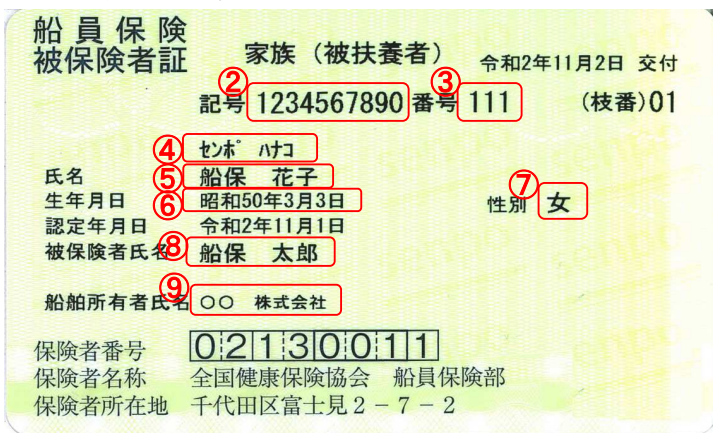 船員保険
被保険者証
家族（被扶養者）
令和2年11月2日 交付
② ③
記号 1234567890 番号 111 （枝番）01
④ センポ ハナコ
氏名 ⑤ 船保 花子
生年月日 ⑥ 昭和50年3月3日 性別 ⑦ 女
認定年月日 令和2年11月1日
被保険者氏名 ⑧ 船保 太郎
船舶所有者氏名 ⑨ ○○ 株式会社
保険者番号 02130011
保険者名称 全国健康保険協会 船員保険部
保険者所在地 千代田区富士見2－7－2